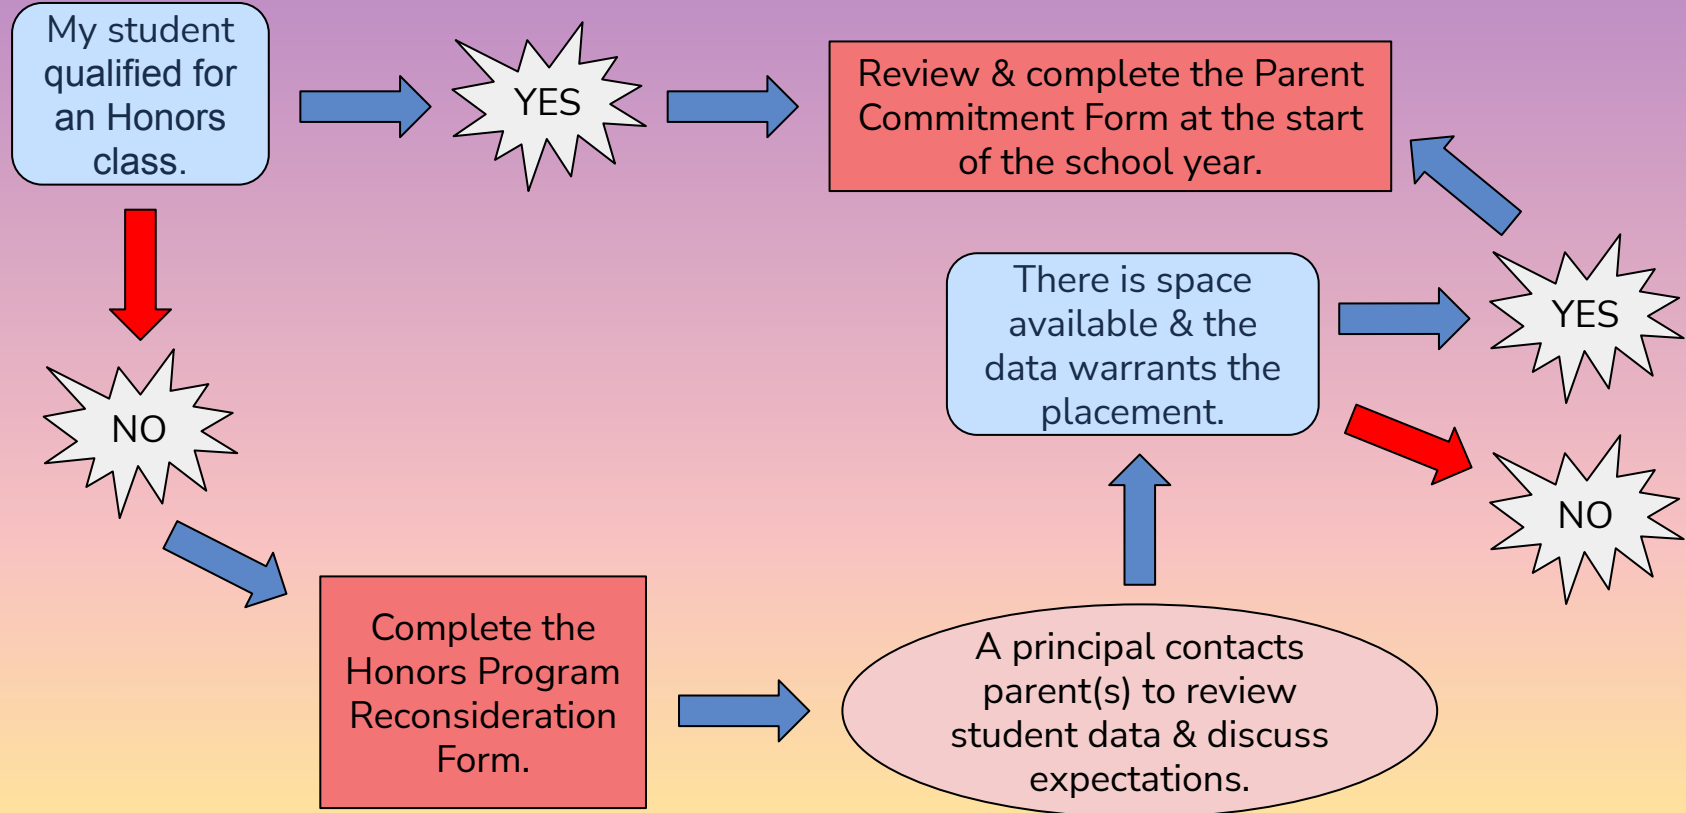 My student
qualified for
an Honors
class.
YES
Review & complete the Parent
Commitment Form at the start
of the school year.
NO
Complete the
Honors Program
Reconsideration
Form.
A principal contacts
parent(s) to review
student data & discuss
expectations.
There is space
available & the
data warrants the
placement.
YES
NO